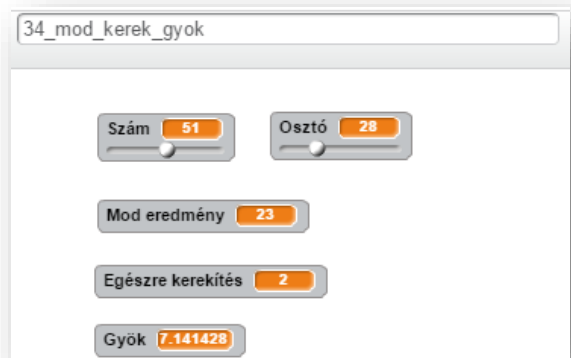 34_mod_kerek_gyok
Szám 51 Osztó 28
Mod eredmény 23
Egészre kerekítés 2
Gyök 7.141428